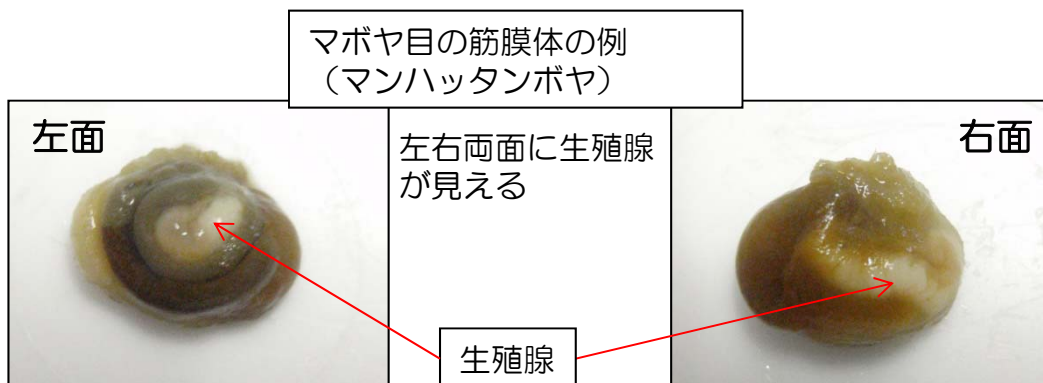 マボヤ目の筋膜体の例
（マンハッタンボヤ）
左面
左右両面に生殖腺
が見える
右面
生殖腺